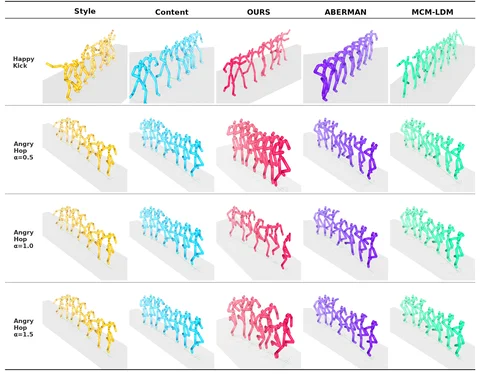 Style Content OURS ABERMAN MCM-LDM
Happy
Kick
Angry
Hop
α=0.5
Angry
Hop
α=1.0
Angry
Hop
α=1.5